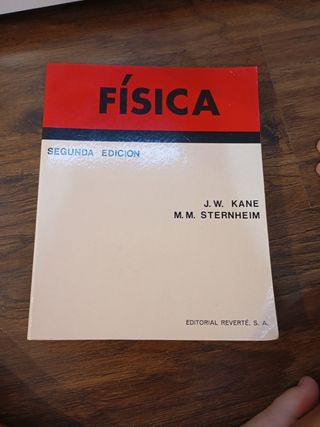 FÍSICA
SEGUNDA EDICION
J. W. KANE
M. M. STERNHEIM
EDITORIAL REVERTÉ, S. A.